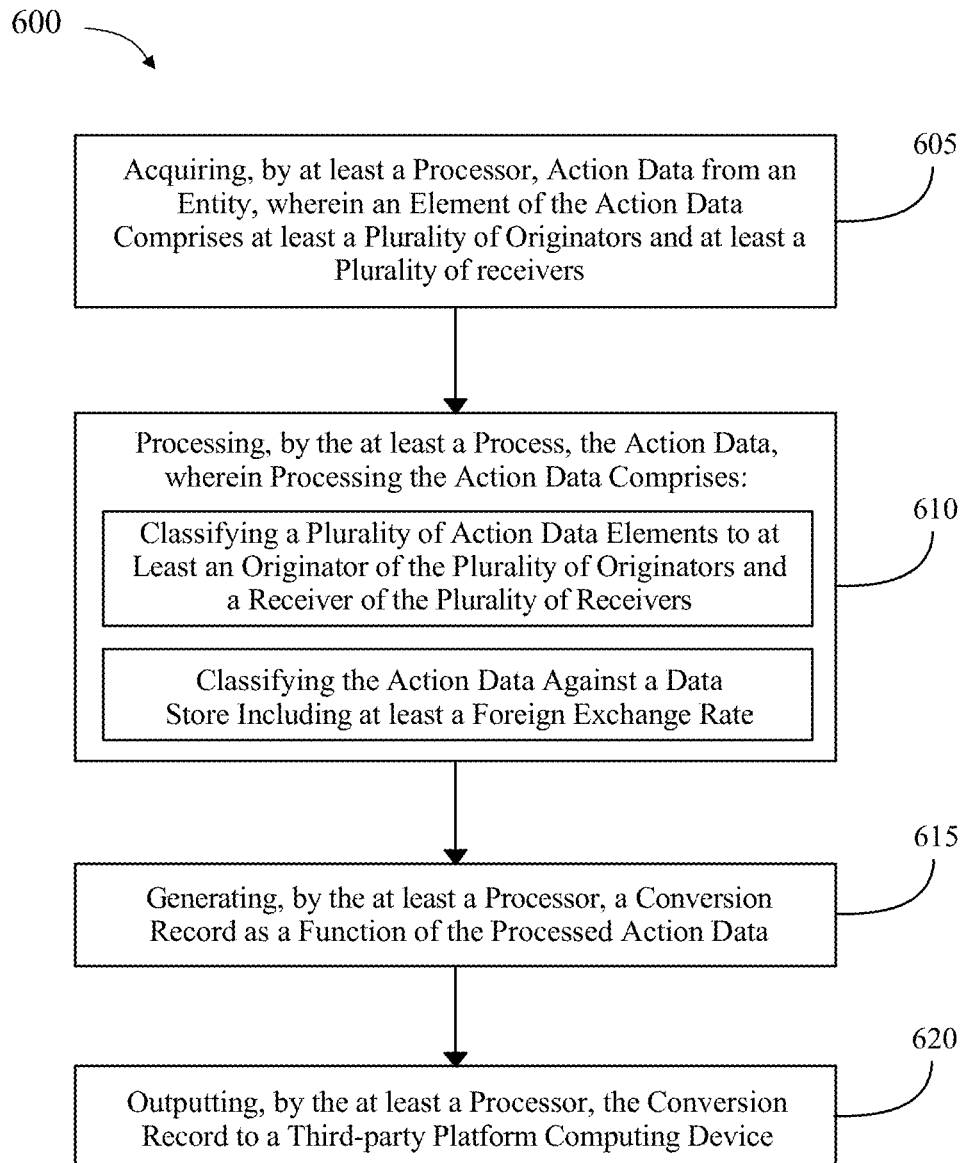 600
605
Acquiring, by at least a Processor, Action Data from an
Entity, wherein an Element of the Action Data
Comprises at least a Plurality of Originators and at least a
Plurality of receivers
Processing, by the at least a Process, the Action Data,
wherein Processing the Action Data Comprises:
610
Classifying a Plurality of Action Data Elements to at
Least an Originator of the Plurality of Originators and
a Receiver of the Plurality of Receivers
Classifying the Action Data Against a Data
Store Including at least a Foreign Exchange Rate
615
Generating, by the at least a Processor, a Conversion
Record as a Function of the Processed Action Data
620
Outputting, by the at least a Processor, the Conversion
Record to a Third-party Platform Computing Device